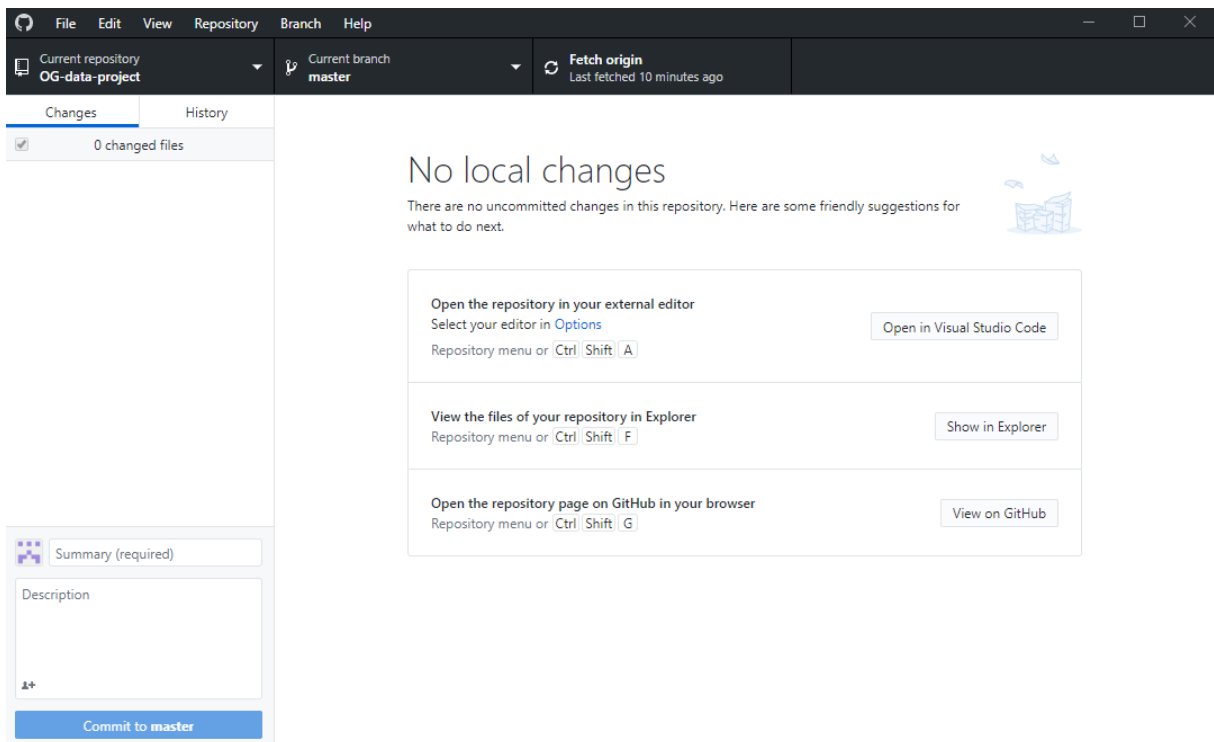 File Edit View Repository Branch Help
Current repository
OG-data-project
Current branch
master
Fetch origin
Last fetched 10 minutes ago
Changes History
0 changed files
No local changes
There are no uncommitted changes in this repository. Here are some friendly suggestions for
what to do next.
Open the repository in your external editor
Select your editor in Options
Repository menu or Ctrl Shift A
Open in Visual Studio Code
View the files of your repository in Explorer
Repository menu or Ctrl Shift F
Show in Explorer
Open the repository page on GitHub in your browser
Repository menu or Ctrl Shift G
View on GitHub
Summary (required)
Description
Commit to master